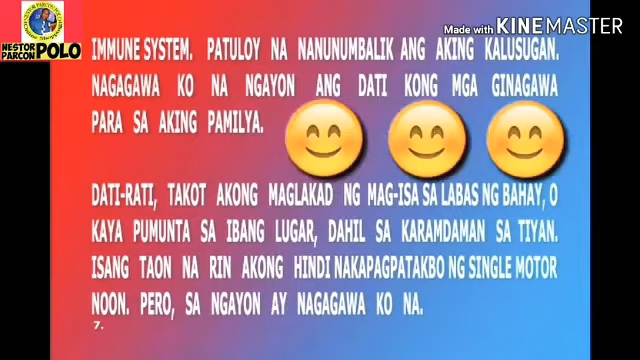 NESTOR PARCON POLO
Made with KINEMASTER
IMMUNE SYSTEM. PATULOY NA NANUNUMBALIK ANG AKING KALUSUGAN.
NAGAGAWA KO NA NGAYON ANG DATI KONG MGA GINAGAWA
PARA SA AKING PAMILYA.
DATI-RATI, TAKOT AKONG MAGLAKAD NG MAG-ISA SA LABAS NG BAHAY, O
KAYA PUMUNTA SA IBANG LUGAR, DAHIL SA KARAMDAMAN SA TIYAN.
ISANG TAON NA RIN AKONG HINDI NAKAPAGPATAKBO NG SINGLE MOTOR
NOON. PERO, SA NGAYON AY NAGAGAWA KO NA.
7.